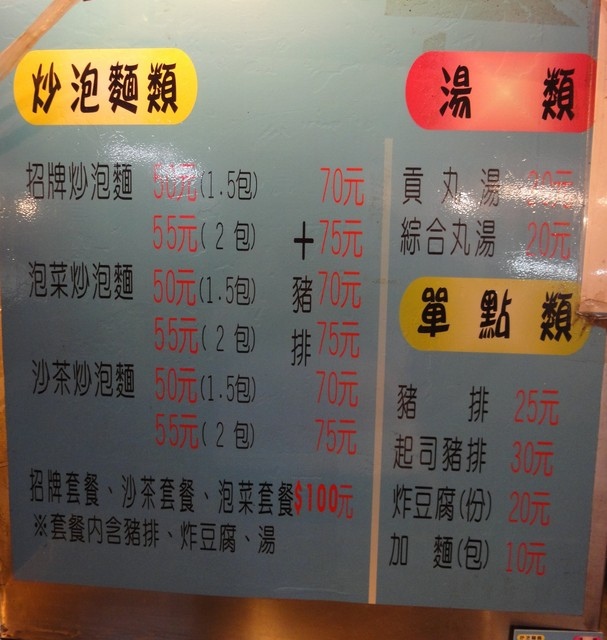 炒泡麵類
招牌炒泡麵 50元(1.5包) 70元
55元(2包) + 75元
泡菜炒泡麵 50元(1.5包) 豬 70元
55元(2包) 排 75元
沙茶炒泡麵 50元(1.5包) 70元
55元(2包) 75元
招牌套餐、沙茶套餐、泡菜套餐$100元
※套餐內含豬排、炸豆腐、湯
湯 類
貢丸湯 20元
綜合丸湯 20元
單點類
豬排 25元
起司豬排 30元
炸豆腐(份) 20元
加麵(包) 10元